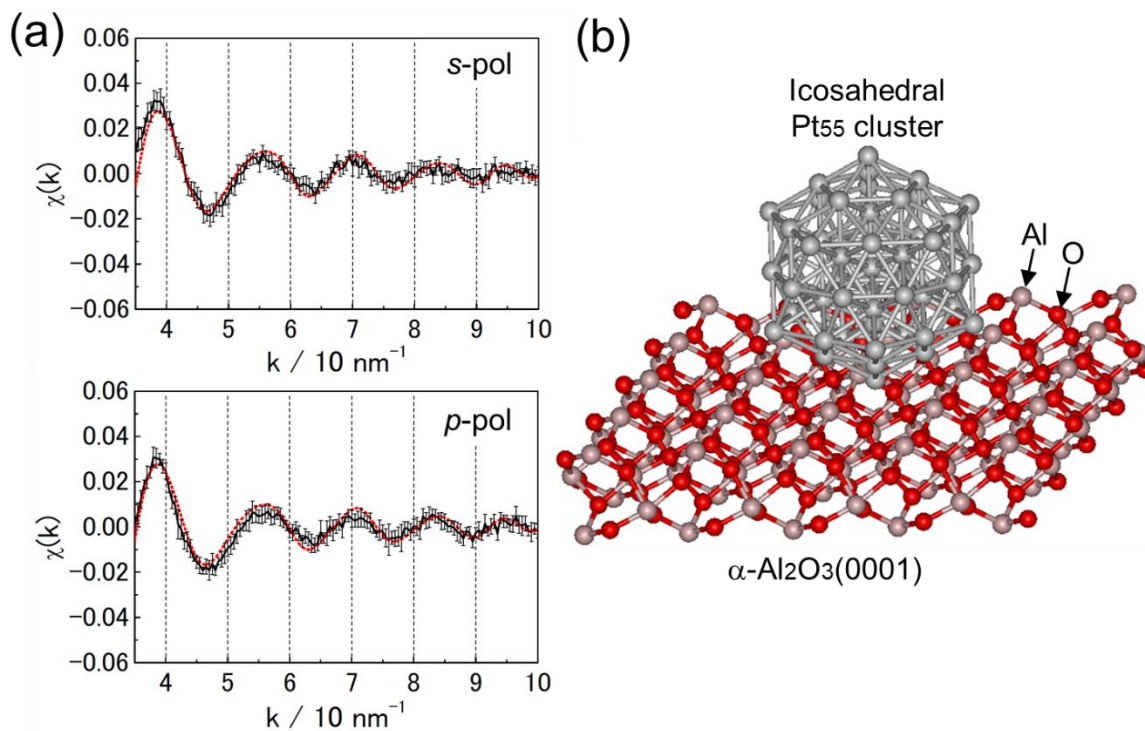 (a)
0.06
0.04
0.02
0.00
−0.02
−0.04
−0.06
χ(k)
s-pol
4 5 6 7 8 9 10
k / 10 nm⁻¹
0.06
0.04
0.02
0.00
−0.02
−0.04
−0.06
χ(k)
p-pol
4 5 6 7 8 9 10
k / 10 nm⁻¹
(b)
Icosahedral
Pt₅₅ cluster
Al
O
α-Al₂O₃(0001)